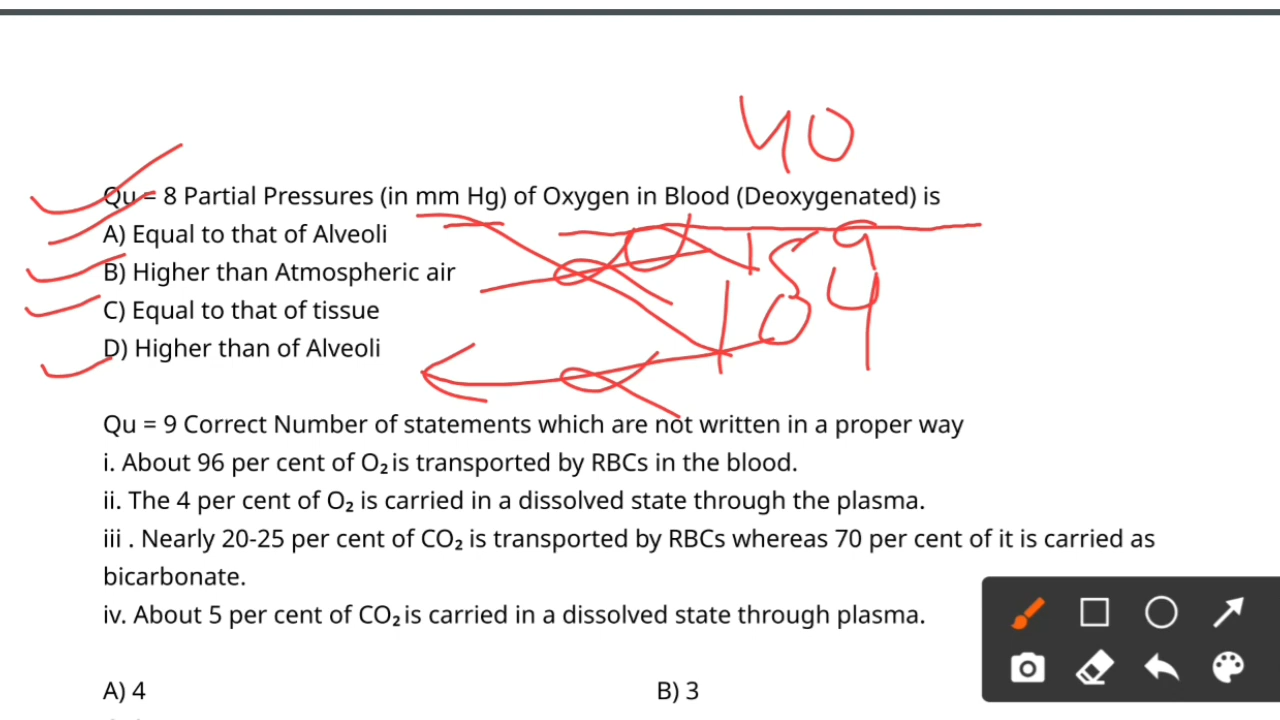 40
Qu = 8 Partial Pressures (in mm Hg) of Oxygen in Blood (Deoxygenated) is
A) Equal to that of Alveoli
159
B) Higher than Atmospheric air
104
C) Equal to that of tissue
D) Higher than of Alveoli
Qu = 9 Correct Number of statements which are not written in a proper way
i. About 96 per cent of O₂ is transported by RBCs in the blood.
ii. The 4 per cent of O₂ is carried in a dissolved state through the plasma.
iii . Nearly 20-25 per cent of CO₂ is transported by RBCs whereas 70 per cent of it is carried as
bicarbonate.
iv. About 5 per cent of CO₂ is carried in a dissolved state through plasma.
A) 4 B) 3